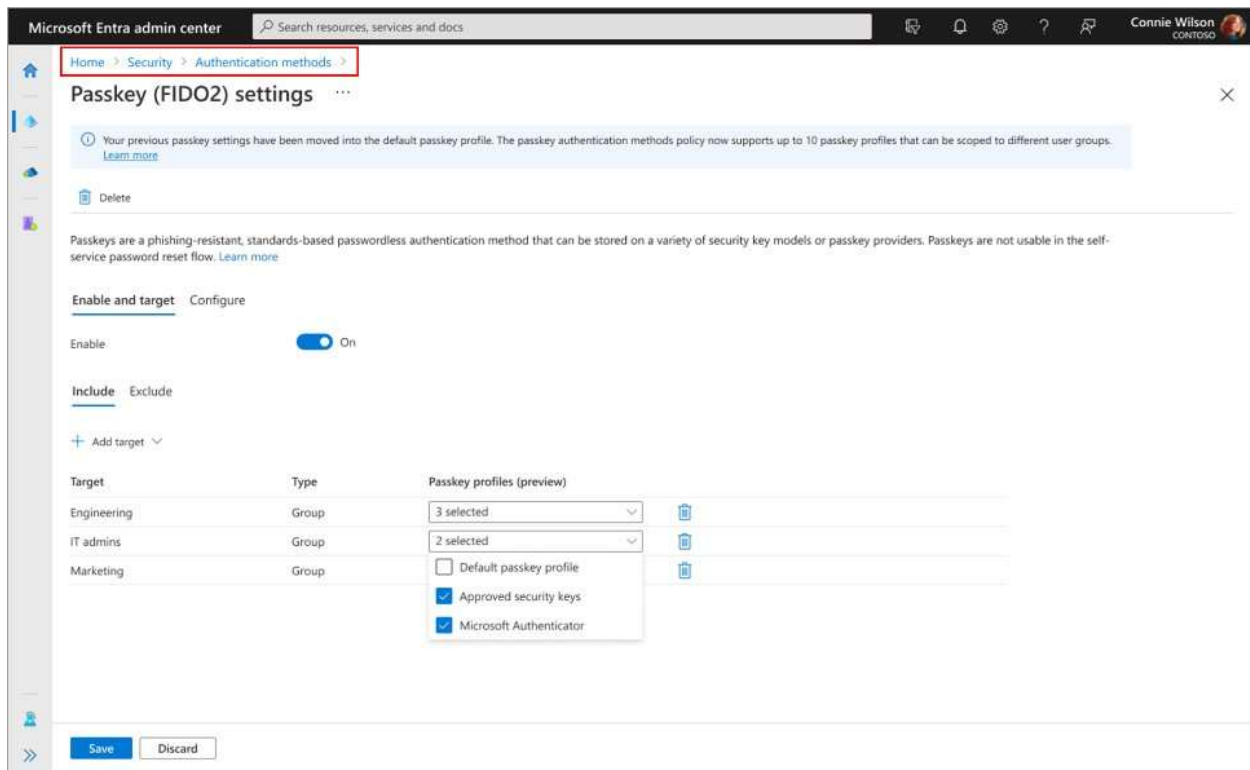 Microsoft Entra admin center
Search resources, services and docs
Connie Wilson
CONTOSO
Home > Security > Authentication methods >
Passkey (FIDO2) settings ...
Your previous passkey settings have been moved into the default passkey profile. The passkey authentication methods policy now supports up to 10 passkey profiles that can be scoped to different user groups.
Learn more
Delete
Passkeys are a phishing-resistant, standards-based passwordless authentication method that can be stored on a variety of security key models or passkey providers. Passkeys are not usable in the self-
service password reset flow. Learn more
Enable and target Configure
Enable On
Include Exclude
Add target
Target Type Passkey profiles (preview)
Engineering Group 3 selected
IT admins Group 2 selected
Marketing Group
Default passkey profile
Approved security keys
Microsoft Authenticator
Save Discard